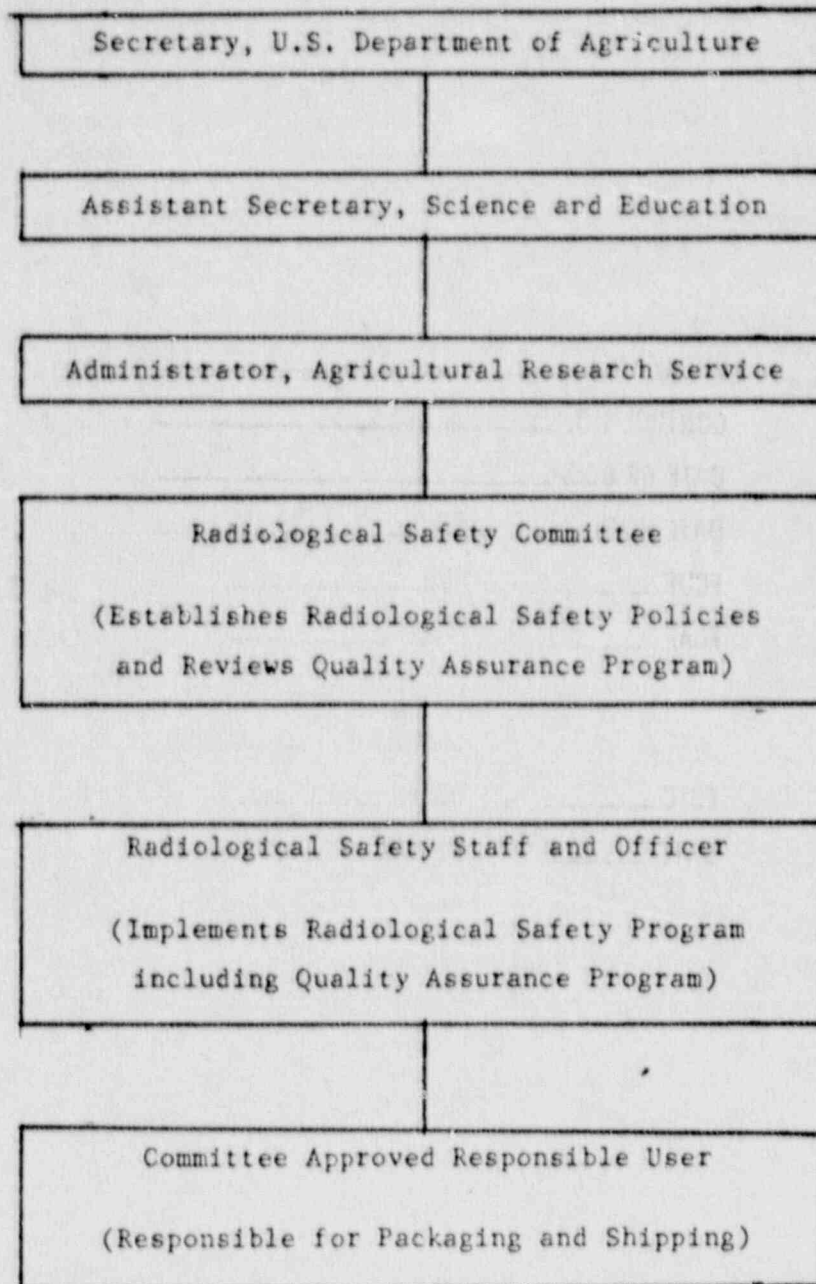 Secretary, U.S. Department of Agriculture
Assistant Secretary, Science ard Education
Administrator, Agricultural Research Service
Radiological Safety Committee
(Establishes Radiological Safety Policies
and Reviews Quality Assurance Program)
Radiological Safety Staff and Officer
(Implements Radiological Safety Program
including Quality Assurance Program)
Committee Approved Responsible User
(Responsible for Packaging and Shipping)